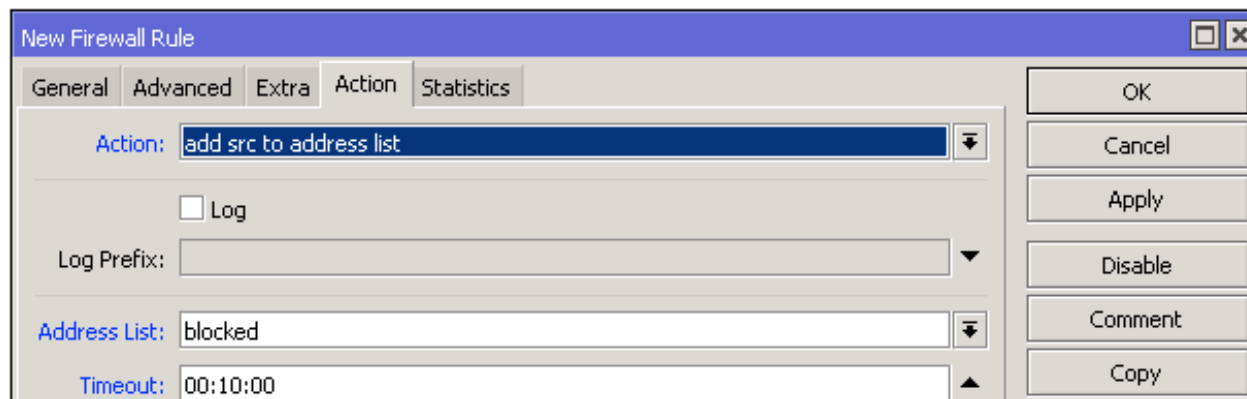 New Firewall Rule
General Advanced Extra Action Statistics
OK
Action: add src to address list
Cancel
Log
Apply
Log Prefix:
Disable
Address List: blocked
Comment
Timeout: 00:10:00
Copy